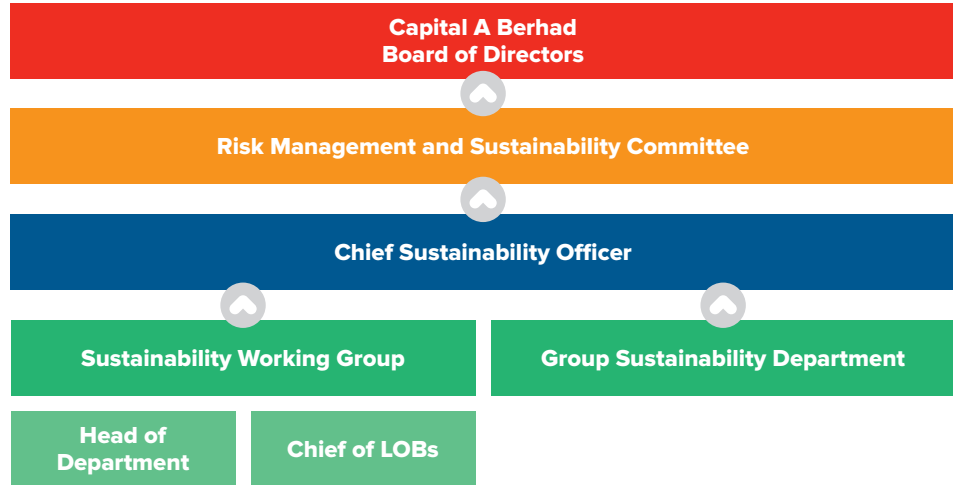 Capital A Berhad
Board of Directors
Risk Management and Sustainability Committee
Chief Sustainability Officer
Sustainability Working Group
Group Sustainability Department
Head of
Department
Chief of LOBs